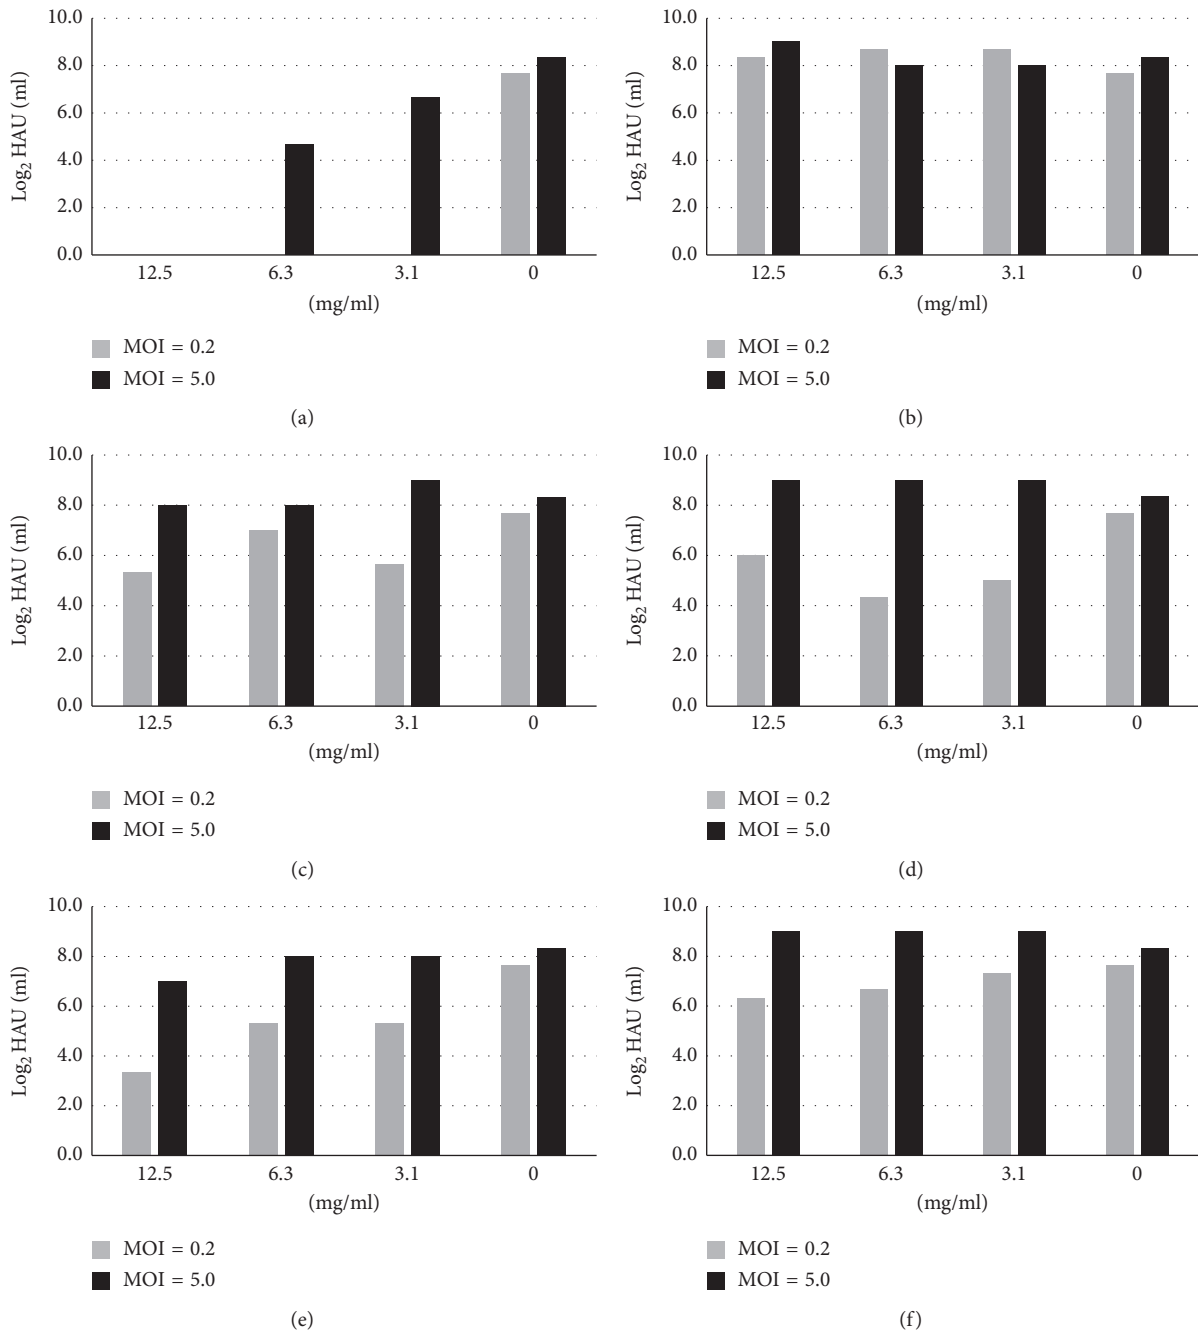 10.0
8.0
6.0
4.0
2.0
0.0
Log₂ HAU (ml)
12.5 6.3 3.1 0
(mg/ml)
MOI = 0.2
MOI = 5.0
(a)
10.0
8.0
6.0
4.0
2.0
0.0
Log₂ HAU (ml)
12.5 6.3 3.1 0
(mg/ml)
MOI = 0.2
MOI = 5.0
(b)
10.0
8.0
6.0
4.0
2.0
0.0
Log₂ HAU (ml)
12.5 6.3 3.1 0
(mg/ml)
MOI = 0.2
MOI = 5.0
(c)
10.0
8.0
6.0
4.0
2.0
0.0
Log₂ HAU (ml)
12.5 6.3 3.1 0
(mg/ml)
MOI = 0.2
MOI = 5.0
(d)
10.0
8.0
6.0
4.0
2.0
0.0
Log₂ HAU (ml)
12.5 6.3 3.1 0
(mg/ml)
MOI = 0.2
MOI = 5.0
(e)
10.0
8.0
6.0
4.0
2.0
0.0
Log₂ HAU (ml)
12.5 6.3 3.1 0
(mg/ml)
MOI = 0.2
MOI = 5.0
(f)